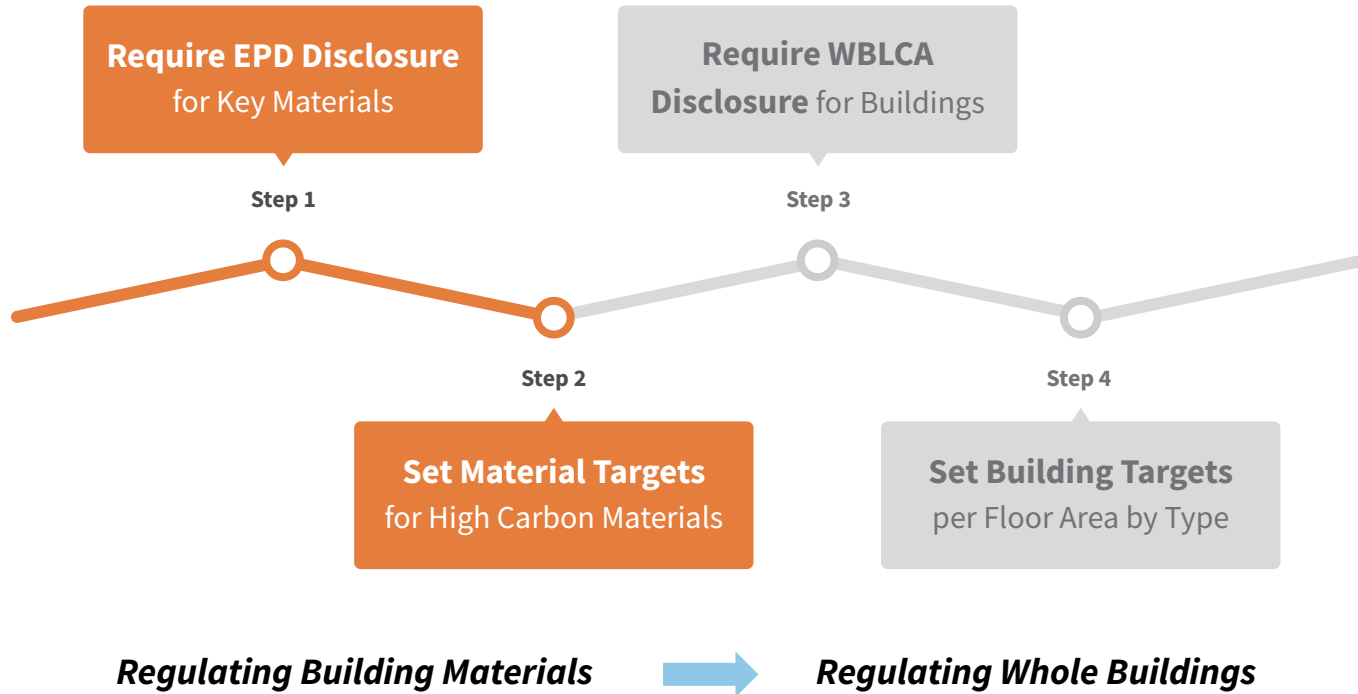 Require EPD Disclosure
for Key Materials
Step 1
Step 2
Set Material Targets
for High Carbon Materials
Require WBLCA
Disclosure for Buildings
Step 3
Step 4
Set Building Targets
per Floor Area by Type
Regulating Building Materials
Regulating Whole Buildings